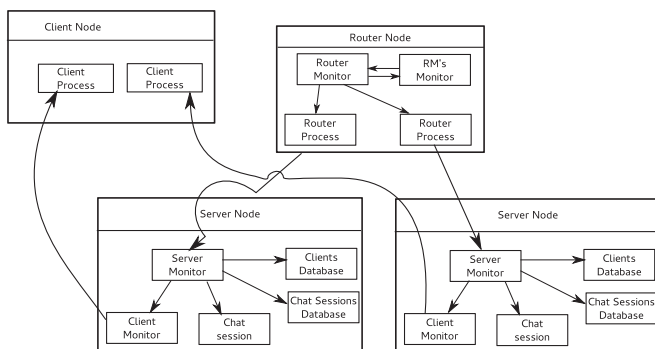 Client Node
Client
Process
Client
Process
Router Node
Router
Monitor
RM's
Monitor
Router
Process
Router
Process
Server Node
Server
Monitor
Clients
Database
Chat Sessions
Database
Client
Monitor
Chat
session
Server Node
Server
Monitor
Clients
Database
Chat Sessions
Database
Client
Monitor
Chat
session